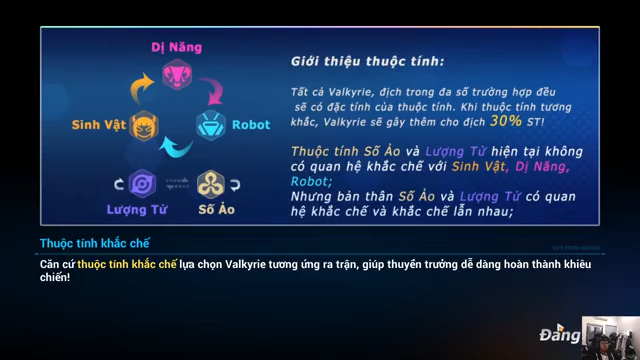 Dị Năng
Sinh Vật
Robot
Lượng Tử
Số Ảo
Giới thiệu thuộc tính:
Tất cả Valkyrie, địch trong đa số trường hợp đều
sẽ có đặc tính của thuộc tính. Khi thuộc tính tương
khắc, Valkyrie sẽ gây thêm cho địch 30% ST!
Thuộc tính Số Ảo và Lượng Tử hiện tại không
có quan hệ khắc chế với Sinh Vật, Dị Năng,
Robot;
Nhưng bản thân Số Ảo và Lượng Tử có quan
hệ khắc chế và khắc chế lẫn nhau;
Thuộc tính khắc chế
Căn cứ thuộc tính khắc chế lựa chọn Valkyrie tương ứng ra trận, giúp thuyền trưởng dễ dàng hoàn thành khiêu
chiến!
Đang